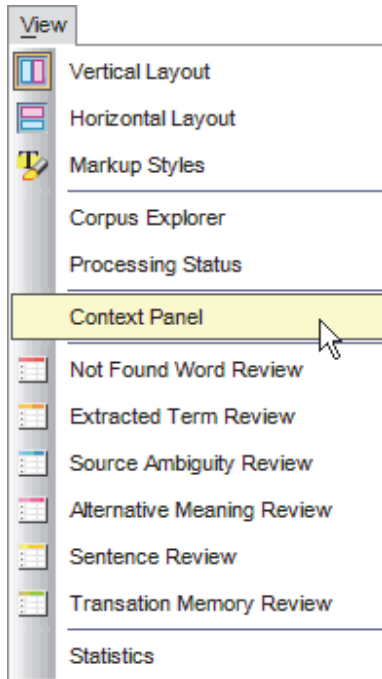 View
Vertical Layout
Horizontal Layout
Markup Styles
Corpus Explorer
Processing Status
Context Panel
Not Found Word Review
Extracted Term Review
Source Ambiguity Review
Alternative Meaning Review
Sentence Review
Transation Memory Review
Statistics